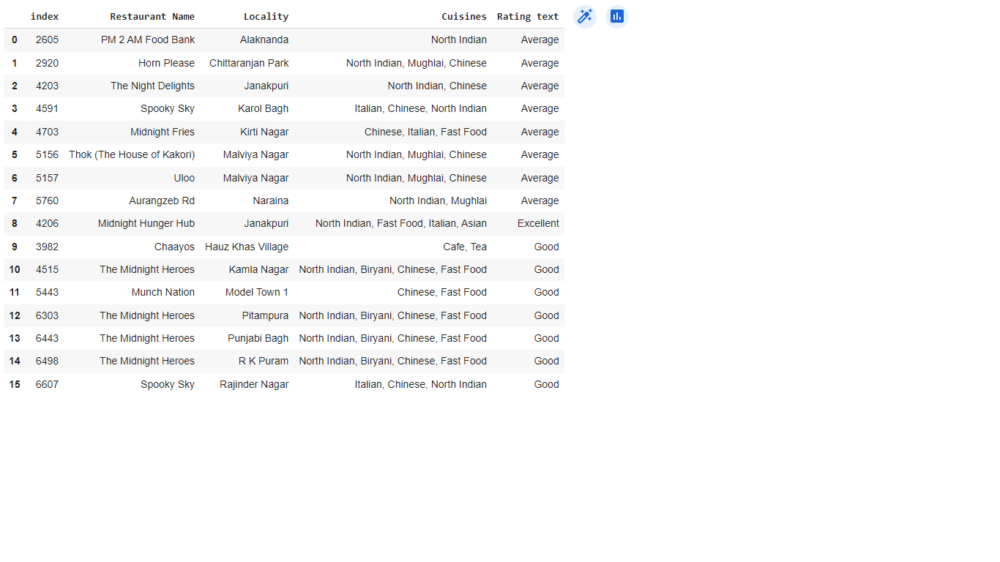 index Restaurant Name Locality Cuisines Rating text
0 2605 PM 2 AM Food Bank Alaknanda North Indian Average
1 2920 Horn Please Chittaranjan Park North Indian, Mughlai, Chinese Average
2 4203 The Night Delights Janakpuri North Indian, Chinese Average
3 4591 Spooky Sky Karol Bagh Italian, Chinese, North Indian Average
4 4703 Midnight Fries Kirti Nagar Chinese, Italian, Fast Food Average
5 5156 Thok (The House of Kakori) Malviya Nagar North Indian, Mughlai, Chinese Average
6 5157 Uloo Malviya Nagar North Indian, Mughlai, Chinese Average
7 5760 Aurangzeb Rd Naraina North Indian, Mughlai Average
8 4206 Midnight Hunger Hub Janakpuri North Indian, Fast Food, Italian, Asian Excellent
9 3982 Chaayos Hauz Khas Village Cafe, Tea Good
10 4515 The Midnight Heroes Kamla Nagar North Indian, Biryani, Chinese, Fast Food Good
11 5443 Munch Nation Model Town 1 Chinese, Fast Food Good
12 6303 The Midnight Heroes Pitampura North Indian, Biryani, Chinese, Fast Food Good
13 6443 The Midnight Heroes Punjabi Bagh North Indian, Biryani, Chinese, Fast Food Good
14 6498 The Midnight Heroes R K Puram North Indian, Biryani, Chinese, Fast Food Good
15 6607 Spooky Sky Rajinder Nagar Italian, Chinese, North Indian Good